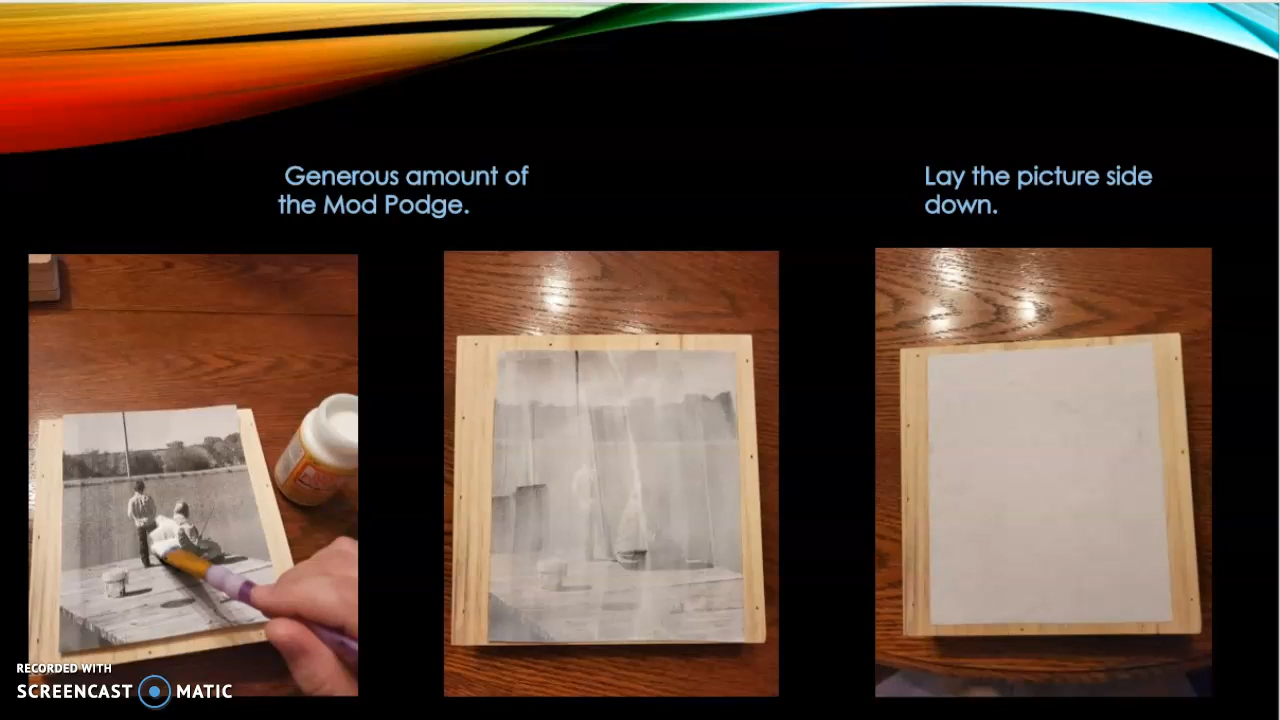 Generous amount of
the Mod Podge.
Lay the picture side
down.
RECORDED WITH
SCREENCAST MATIC